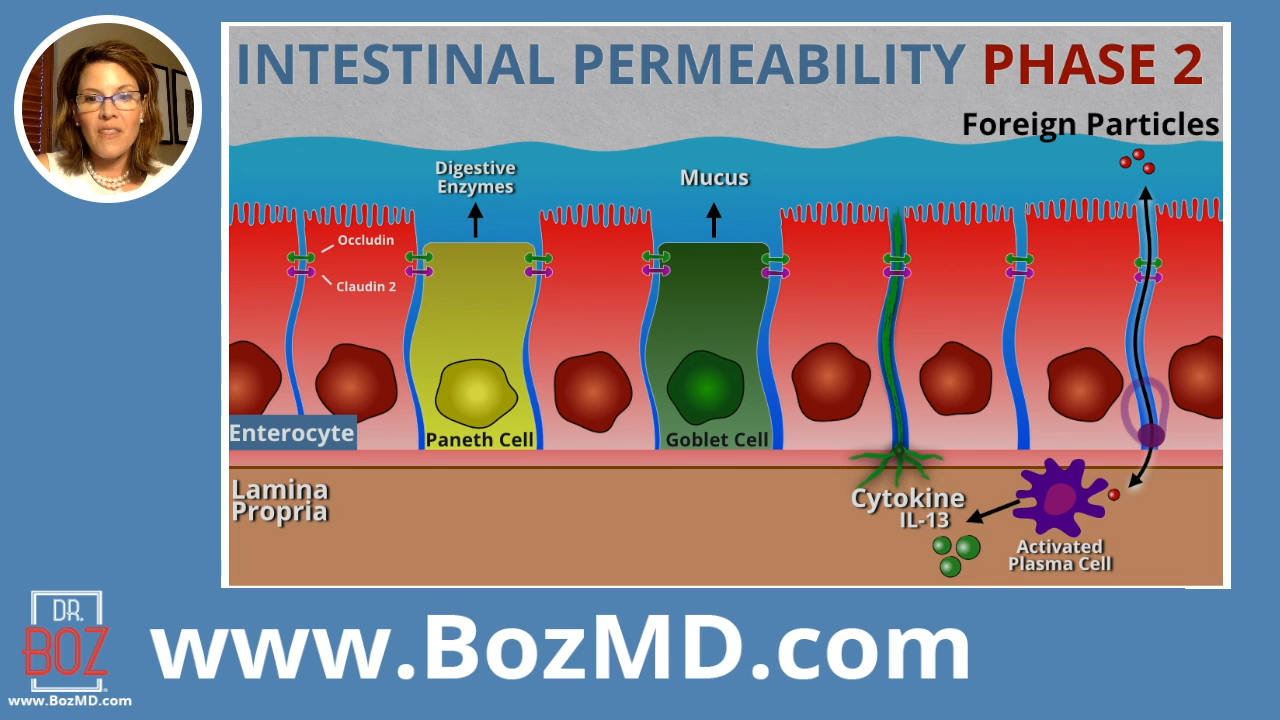 INTESTINAL PERMEABILITY PHASE 2
Foreign Particles
Digestive
Enzymes
Mucus
Occludin
Claudin 2
Enterocyte
Paneth Cell
Goblet Cell
Lamina
Propria
Cytokine
IL-13
Activated
Plasma Cell
DR.
BOZ
www.BozMD.com
www.BozMD.com